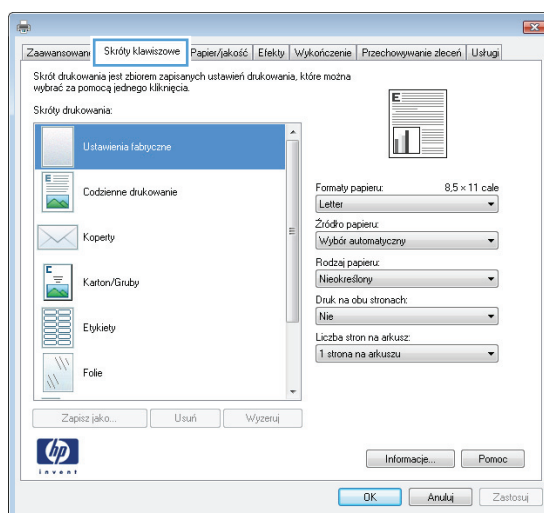 Zaawansowan Skróty klawiszowe Papier/jakość Efekty Wykończenie Przechowywanie zleceń Usługi
Skrót drukowania jest zbiorem zapisanych ustawień drukowania, które można
wybrać za pomocą jednego kliknięcia.
Skróty drukowania:
Ustawienia fabryczne
Codzienne drukowanie
Koperty
Karton/Gruby
Etykiety
Folie
Zapisz jako... Usuń Wyzeruj
E
Formaty papieru: 8,5 × 11 cale
Letter
Źródło papieru:
Wybór automatyczny
Rodzaj papieru:
Nieokreślony
Druk na obu stronach:
Nie
Liczba stron na arkusz:
1 strona na arkuszu
hp
invent
Informacje... Pomoc
OK Anuluj Zastosuj